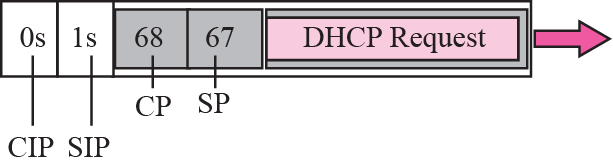 0s 1s 68 67 DHCP Request
CP SP
CIP SIP